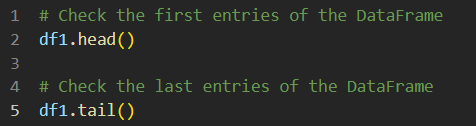 1 # Check the first entries of the DataFrame
2 df1.head()
3
4 # Check the last entries of the DataFrame
5 df1.tail()